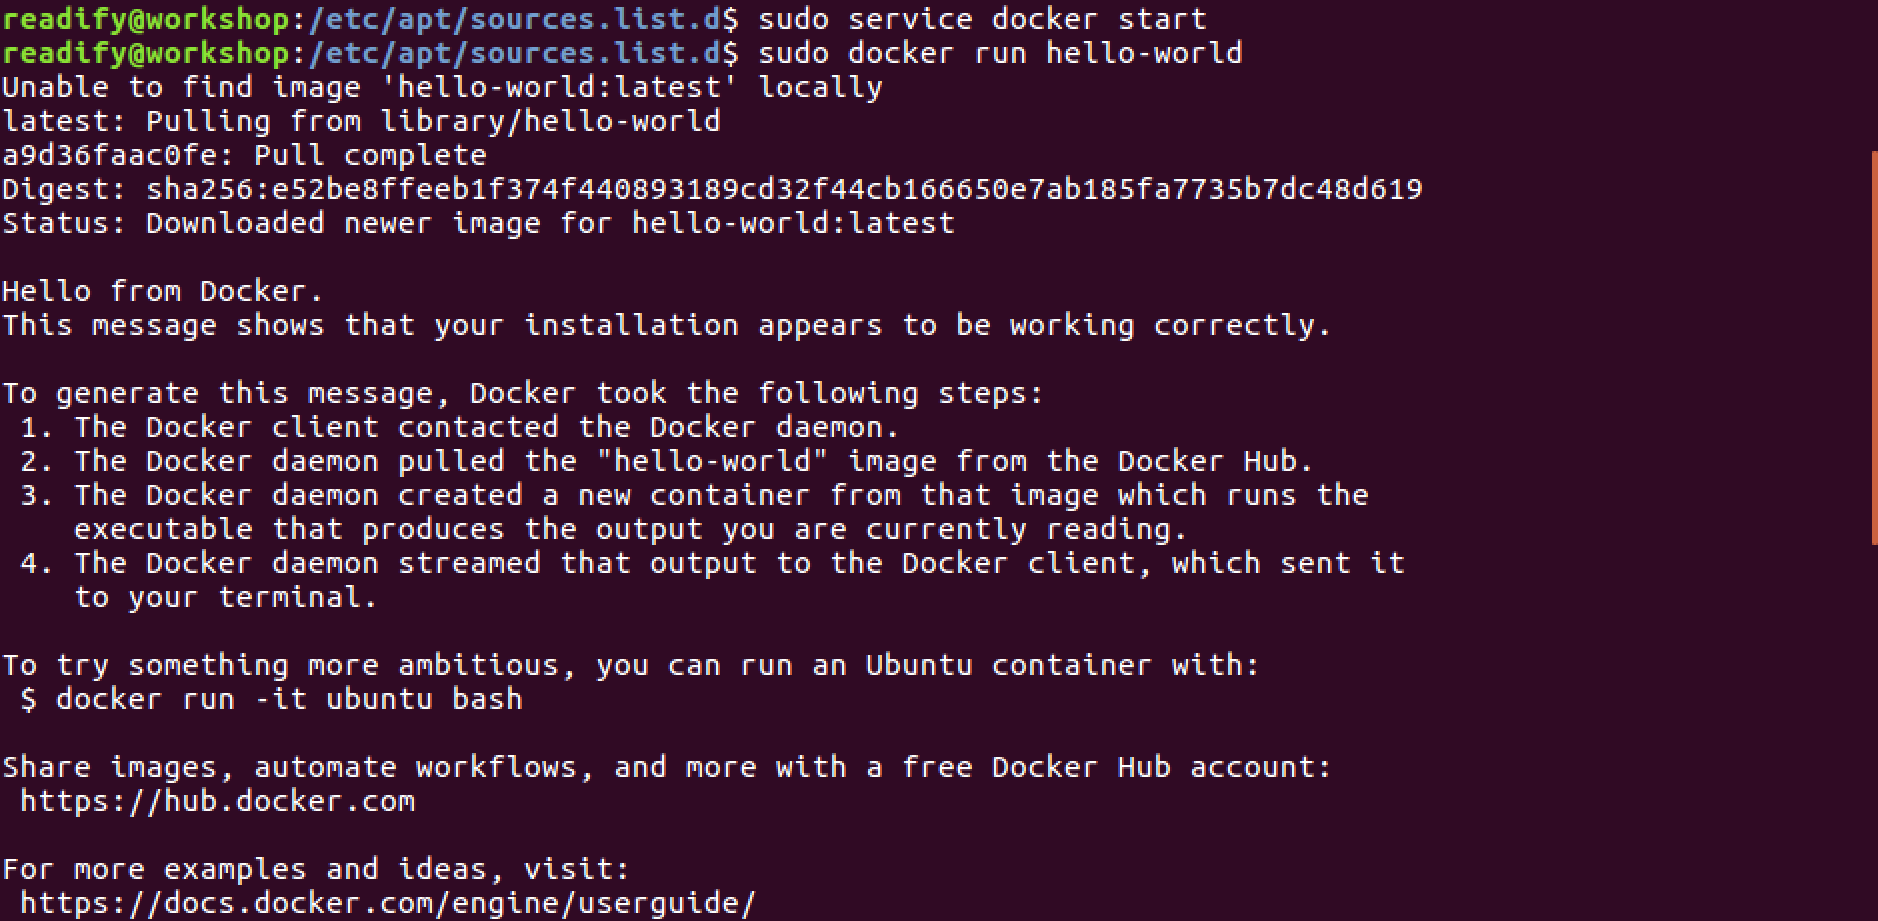 readify@workshop:/etc/apt/sources.list.d$ sudo service docker start
readify@workshop:/etc/apt/sources.list.d$ sudo docker run hello-world
Unable to find image 'hello-world:latest' locally
latest: Pulling from library/hello-world
a9d36faac0fe: Pull complete
Digest: sha256:e52be8ffeeb1f374f440893189cd32f44cb166650e7ab185fa7735b7dc48d619
Status: Downloaded newer image for hello-world:latest

Hello from Docker.
This message shows that your installation appears to be working correctly.

To generate this message, Docker took the following steps:
 1. The Docker client contacted the Docker daemon.
 2. The Docker daemon pulled the "hello-world" image from the Docker Hub.
 3. The Docker daemon created a new container from that image which runs the
    executable that produces the output you are currently reading.
 4. The Docker daemon streamed that output to the Docker client, which sent it
    to your terminal.

To try something more ambitious, you can run an Ubuntu container with:
 $ docker run -it ubuntu bash

Share images, automate workflows, and more with a free Docker Hub account:
 https://hub.docker.com

For more examples and ideas, visit:
 https://docs.docker.com/engine/userguide/